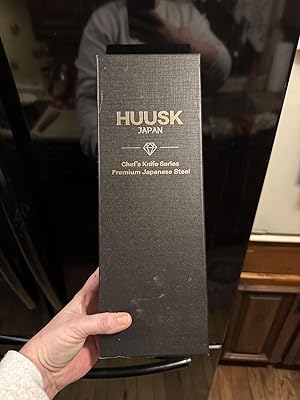 HUUSK
JAPAN
Chef's Knife Series
Premium Japanese Steel